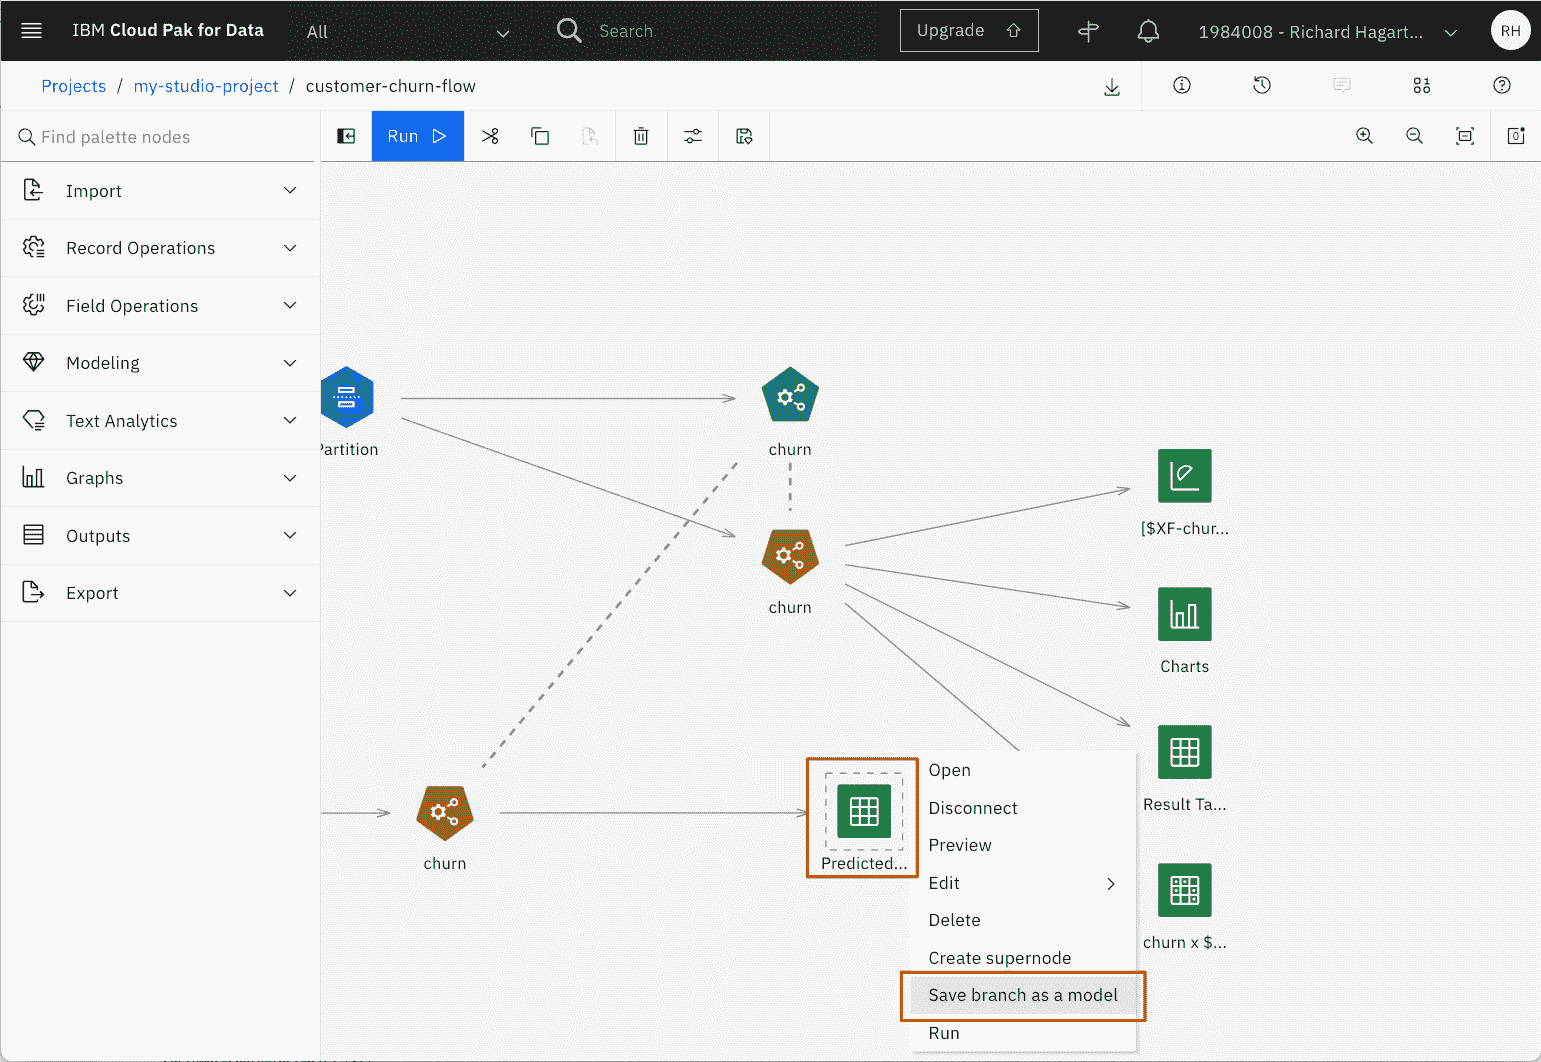 IBM Cloud Pak for Data
All
Search
Upgrade
1984008 - Richard Hagart...
RH
Projects / my-studio-project / customer-churn-flow
Find palette nodes
Run
Import
Record Operations
Field Operations
Modeling
Text Analytics
Graphs
Outputs
Export
Partition
churn
churn
[$XF-chur...
Charts
Result Ta...
churn x $...
churn
Predicted...
Open
Disconnect
Preview
Edit
Delete
Create supernode
Save branch as a model
Run